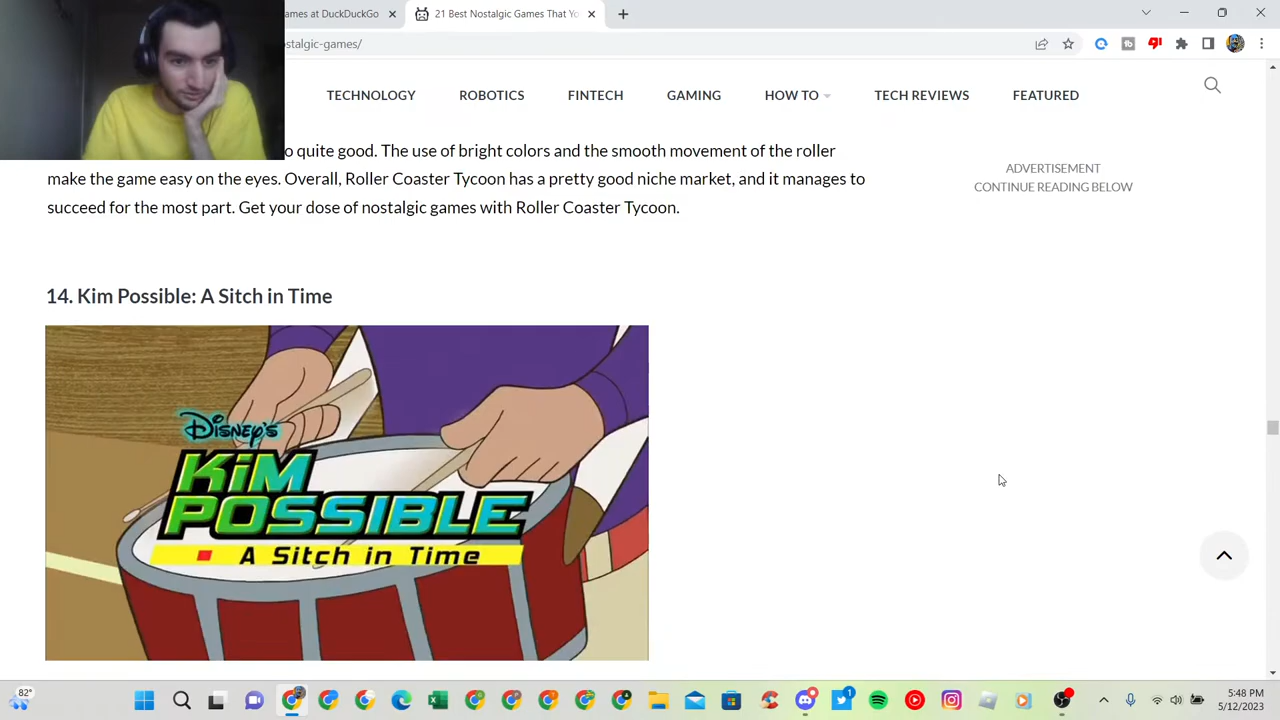 ames at DuckDuckGo
21 Best Nostalgic Games That Yo
ostalgic-games/
TECHNOLOGY
ROBOTICS
FINTECH
GAMING
HOW TO
TECH REVIEWS
FEATURED
o quite good. The use of bright colors and the smooth movement of the roller
make the game easy on the eyes. Overall, Roller Coaster Tycoon has a pretty good niche market, and it manages to
succeed for the most part. Get your dose of nostalgic games with Roller Coaster Tycoon.
ADVERTISEMENT
CONTINUE READING BELOW
14. Kim Possible: A Sitch in Time
Disney's
KiM
POSSIBLE
A Sitch in Time
82°
5:48 PM
5/12/2023